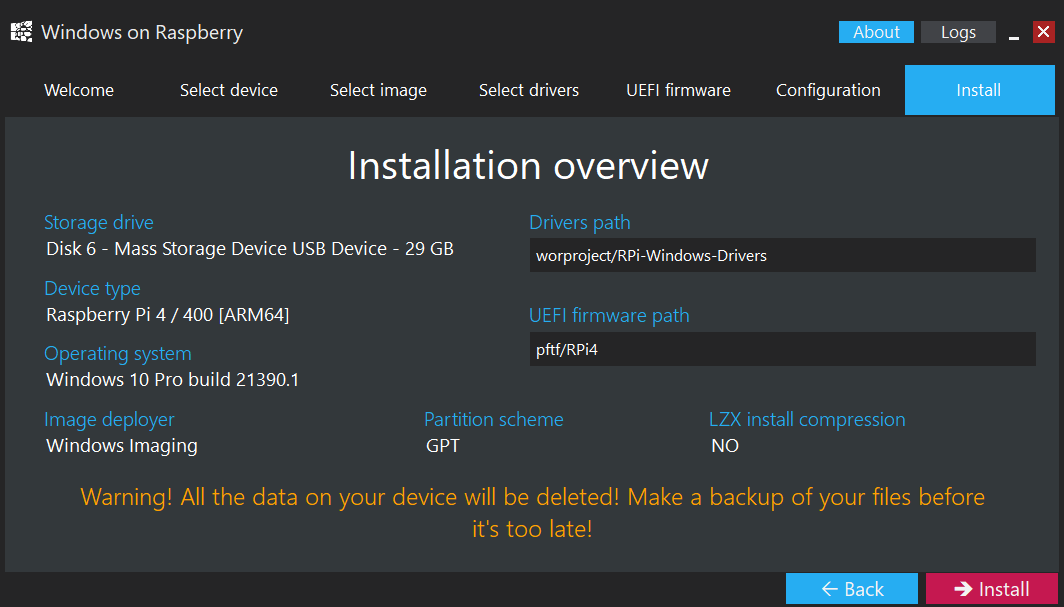 Windows on Raspberry
About
Logs
Welcome
Select device
Select image
Select drivers
UEFI firmware
Configuration
Install
Installation overview
Storage drive
Disk 6 - Mass Storage Device USB Device - 29 GB
Device type
Raspberry Pi 4 / 400 [ARM64]
Operating system
Windows 10 Pro build 21390.1
Drivers path
worproject/RPi-Windows-Drivers
UEFI firmware path
pftf/RPi4
Image deployer
Windows Imaging
Partition scheme
GPT
LZX install compression
NO
Warning! All the data on your device will be deleted! Make a backup of your files before
it's too late!
Back
Install